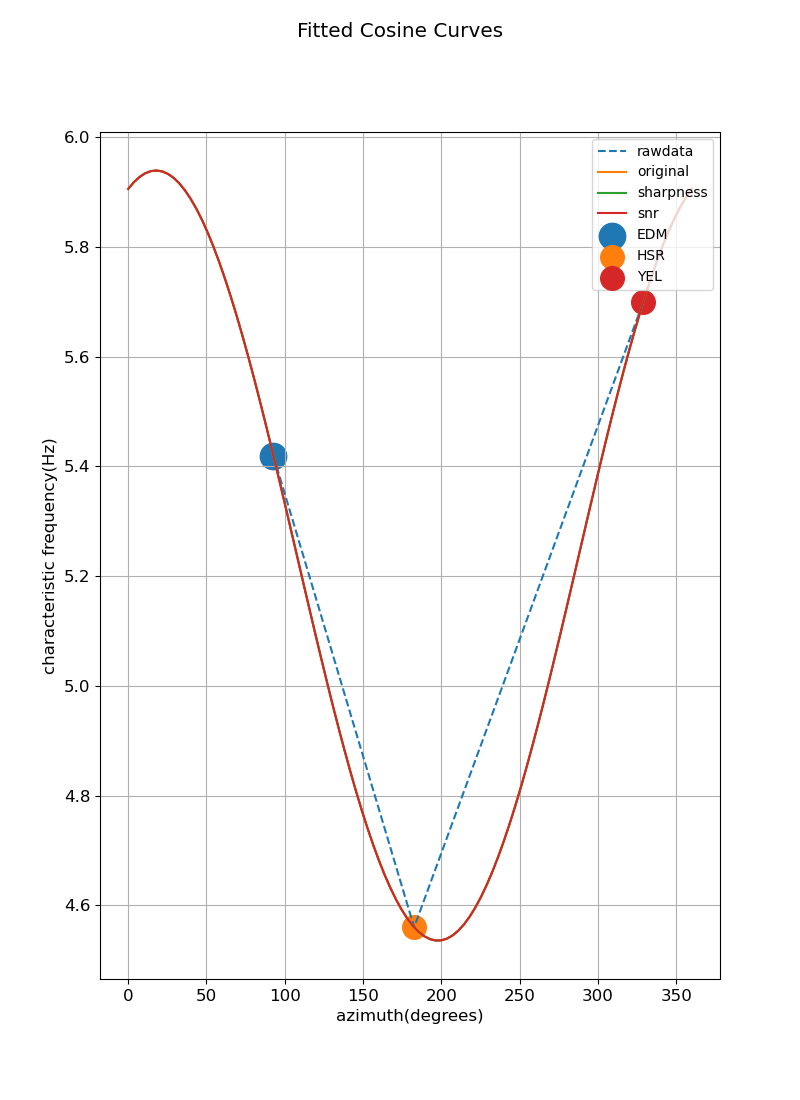 Fitted Cosine Curves
6.0
5.8
5.6
5.4
5.2
5.0
4.8
4.6
characteristic frequency(Hz)
rawdata
original
sharpness
snr
EDM
HSR
YEL
0 50 100 150 200 250 300 350
azimuth(degrees)